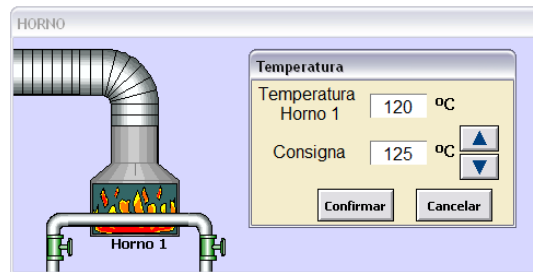 HORNO
Temperatura
Temperatura
Horno 1
120 ºC
Consigna
125 ºC
Confirmar
Cancelar
Horno 1